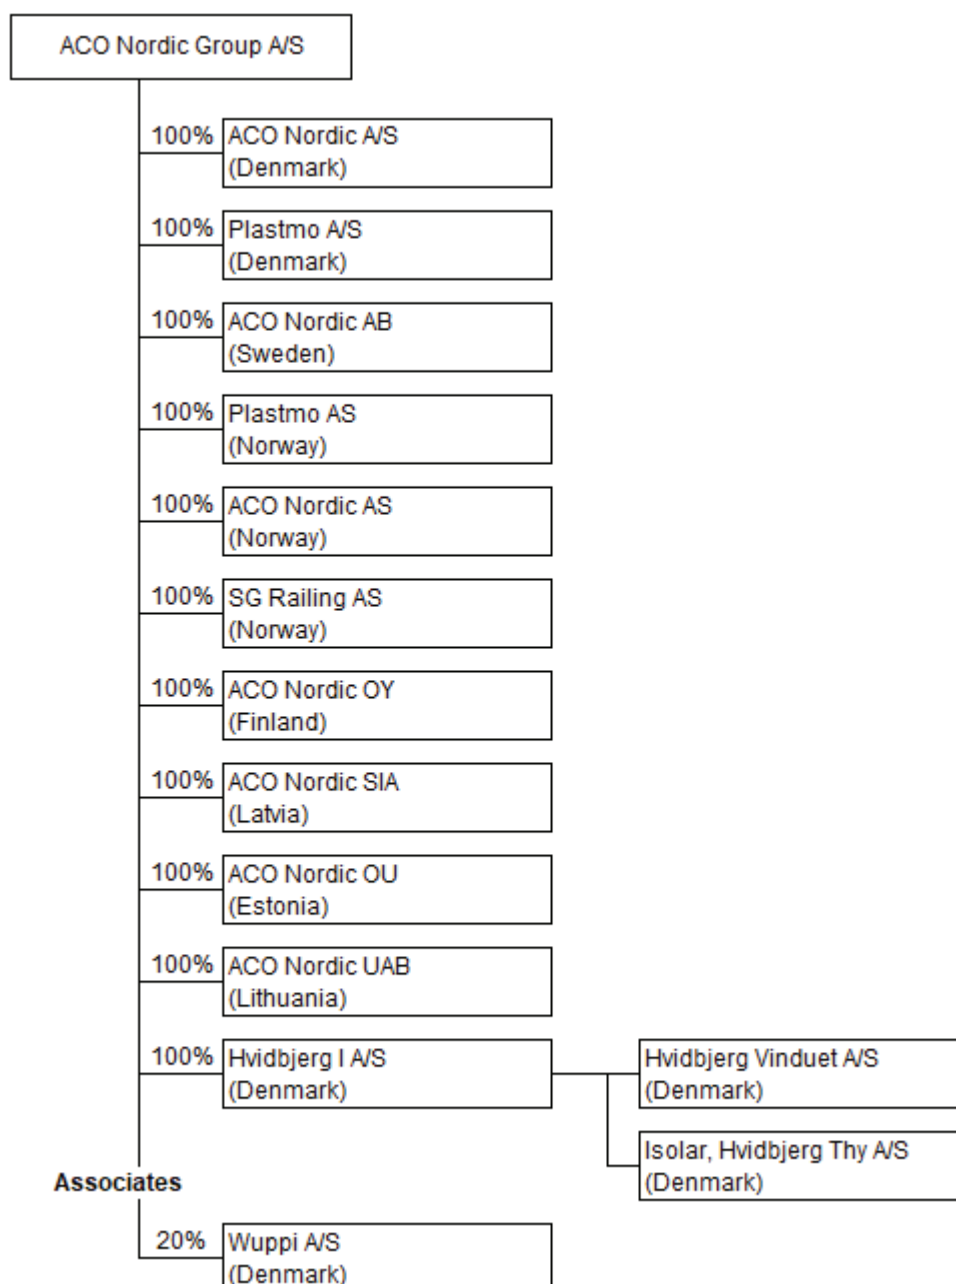 ACO Nordic Group A/S
100% ACO Nordic A/S
(Denmark)
100% Plastmo A/S
(Denmark)
100% ACO Nordic AB
(Sweden)
100% Plastmo AS
(Norway)
100% ACO Nordic AS
(Norway)
100% SG Railing AS
(Norway)
100% ACO Nordic OY
(Finland)
100% ACO Nordic SIA
(Latvia)
100% ACO Nordic OU
(Estonia)
100% ACO Nordic UAB
(Lithuania)
100% Hvidbjerg I A/S
(Denmark)
Hvidbjerg Vinduet A/S
(Denmark)
Isolar, Hvidbjerg Thy A/S
(Denmark)
Associates
20% Wuppi A/S
(Denmark)